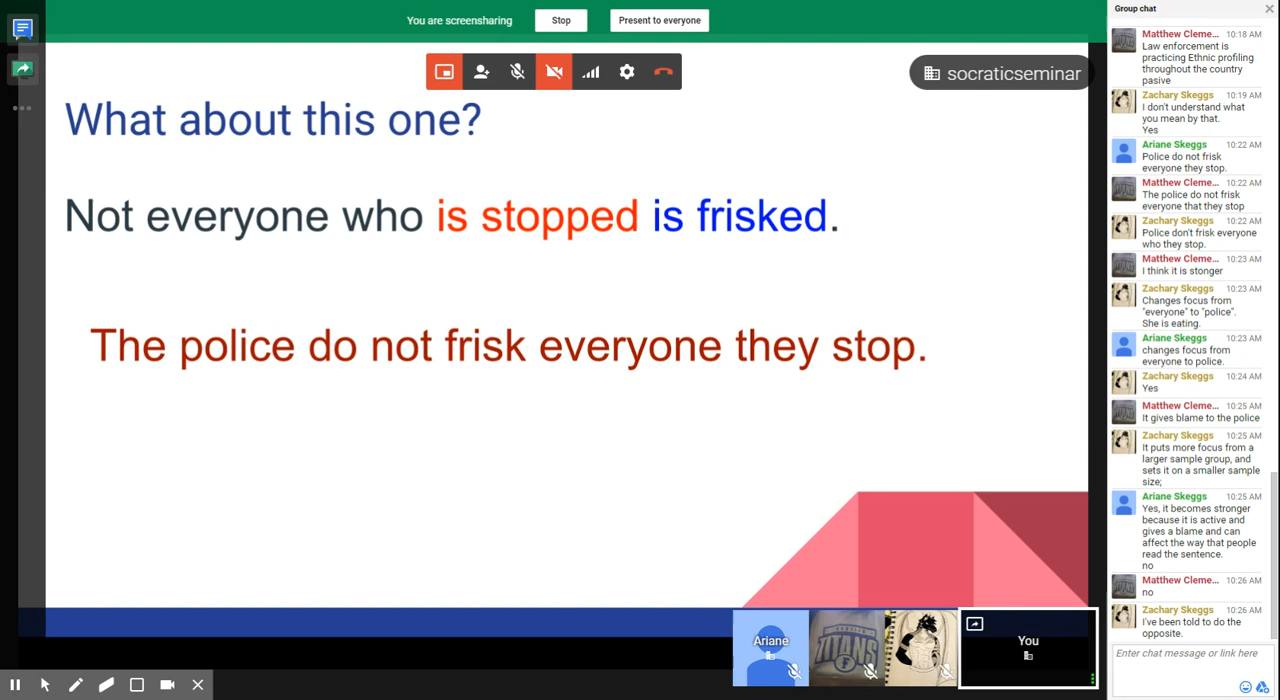 You are screensharing
Stop
Present to everyone
socraticseminar
What about this one?
Not everyone who is stopped is frisked.
The police do not frisk everyone they stop.
Ariane
TITANS
You
Group chat
Matthew Cleme... 10:18 AM
Law enforcement is
practicing Ethnic profiling
throughout the country
pasive
Zachary Skeggs 10:19 AM
I don't understand what
you mean by that.
Yes
Ariane Skeggs 10:22 AM
Police do not frisk
everyone they stop.
Matthew Cleme... 10:22 AM
The police do not frisk
everyone that they stop
Zachary Skeggs 10:22 AM
Police don't frisk everyone
who they stop.
Matthew Cleme... 10:23 AM
I think it is stonger
Zachary Skeggs 10:23 AM
Changes focus from
"everyone" to "police".
She is eating.
Ariane Skeggs 10:23 AM
changes focus from
everyone to police.
Zachary Skeggs 10:24 AM
Yes
Matthew Cleme... 10:25 AM
It gives blame to the police
Zachary Skeggs 10:25 AM
It puts more focus from a
larger sample group, and
sets it on a smaller sample
size;
Ariane Skeggs 10:25 AM
Yes, it becomes stronger
because it is active and
gives a blame and can
affect the way that people
read the sentence.
no
Matthew Cleme... 10:26 AM
no
Zachary Skeggs 10:26 AM
I've been told to do the
opposite.
Enter chat message or link here